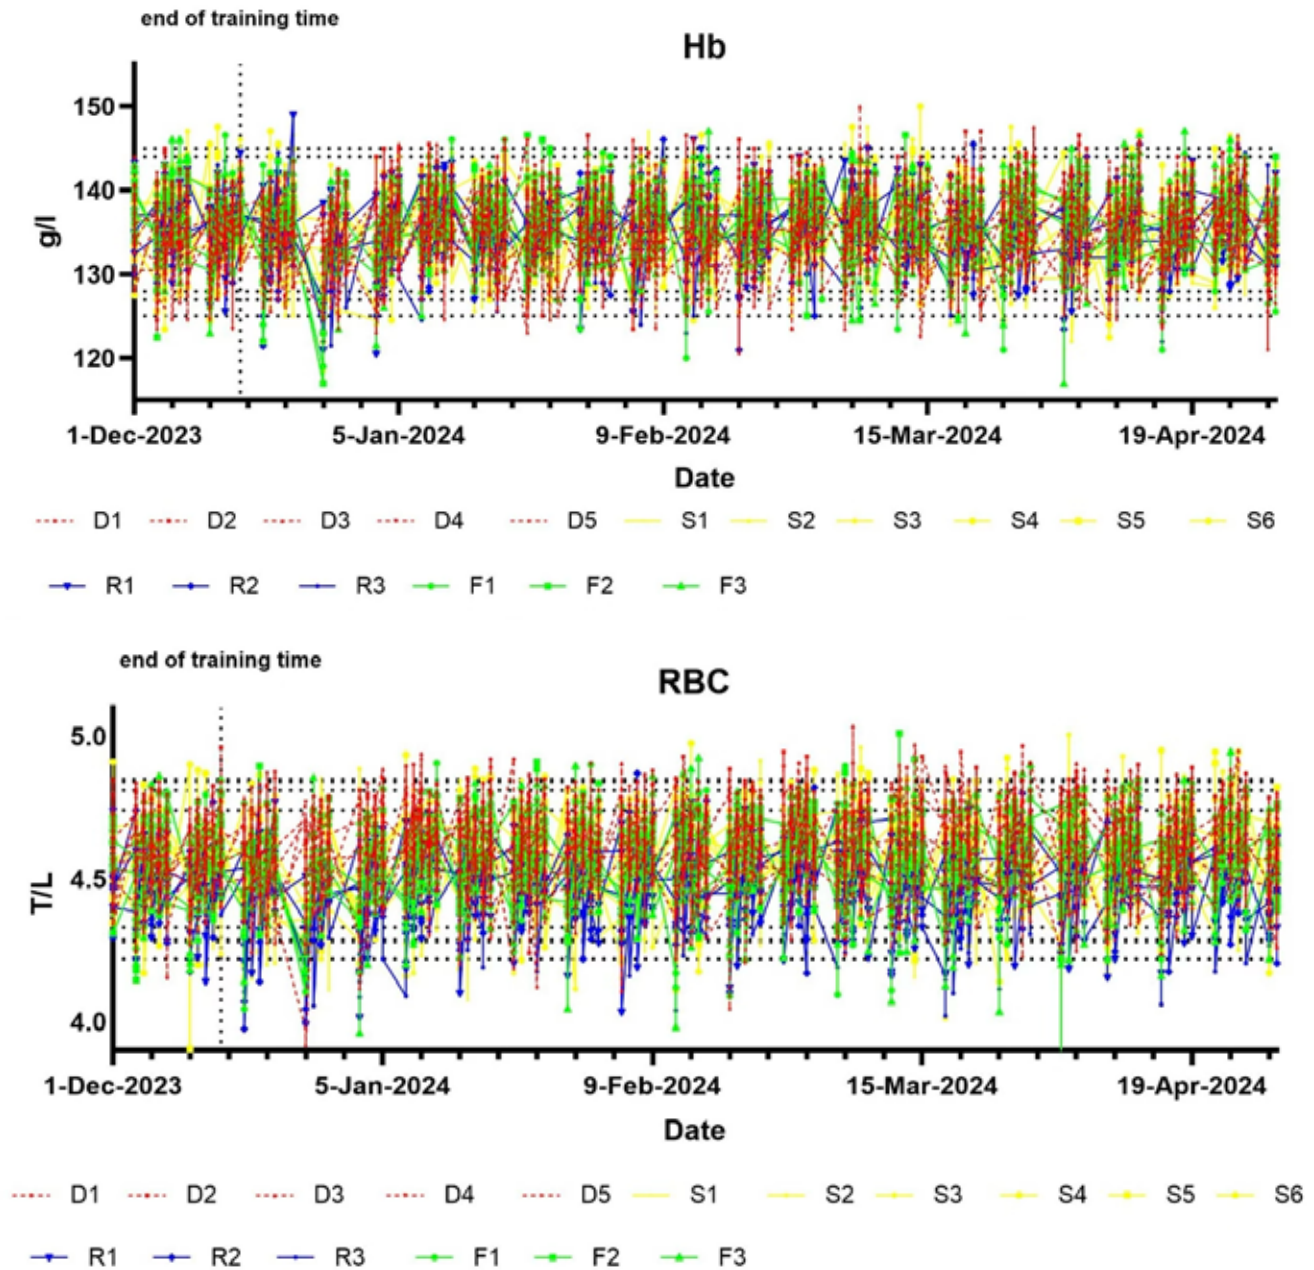 end of training time
Hb
150
140
g/l
130
120
1-Dec-2023 5-Jan-2024 9-Feb-2024 15-Mar-2024 19-Apr-2024
Date
D1 D2 D3 D4 D5 S1 S2 S3 S4 S5 S6
R1 R2 R3 F1 F2 F3
end of training time
RBC
5.0
4.5
T/L
4.0
1-Dec-2023 5-Jan-2024 9-Feb-2024 15-Mar-2024 19-Apr-2024
Date
D1 D2 D3 D4 D5 S1 S2 S3 S4 S5 S6
R1 R2 R3 F1 F2 F3